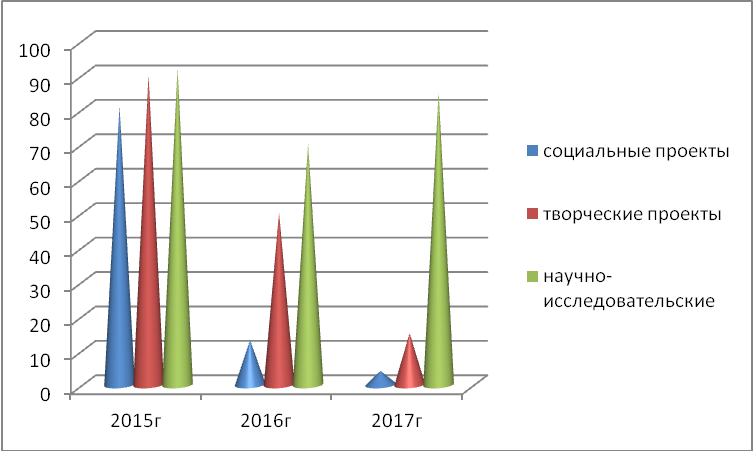 100
90
80
70
60
50
40
30
20
10
0
2015г
2016г
2017г
социальные проекты
творческие проекты
научно-
исследовательские